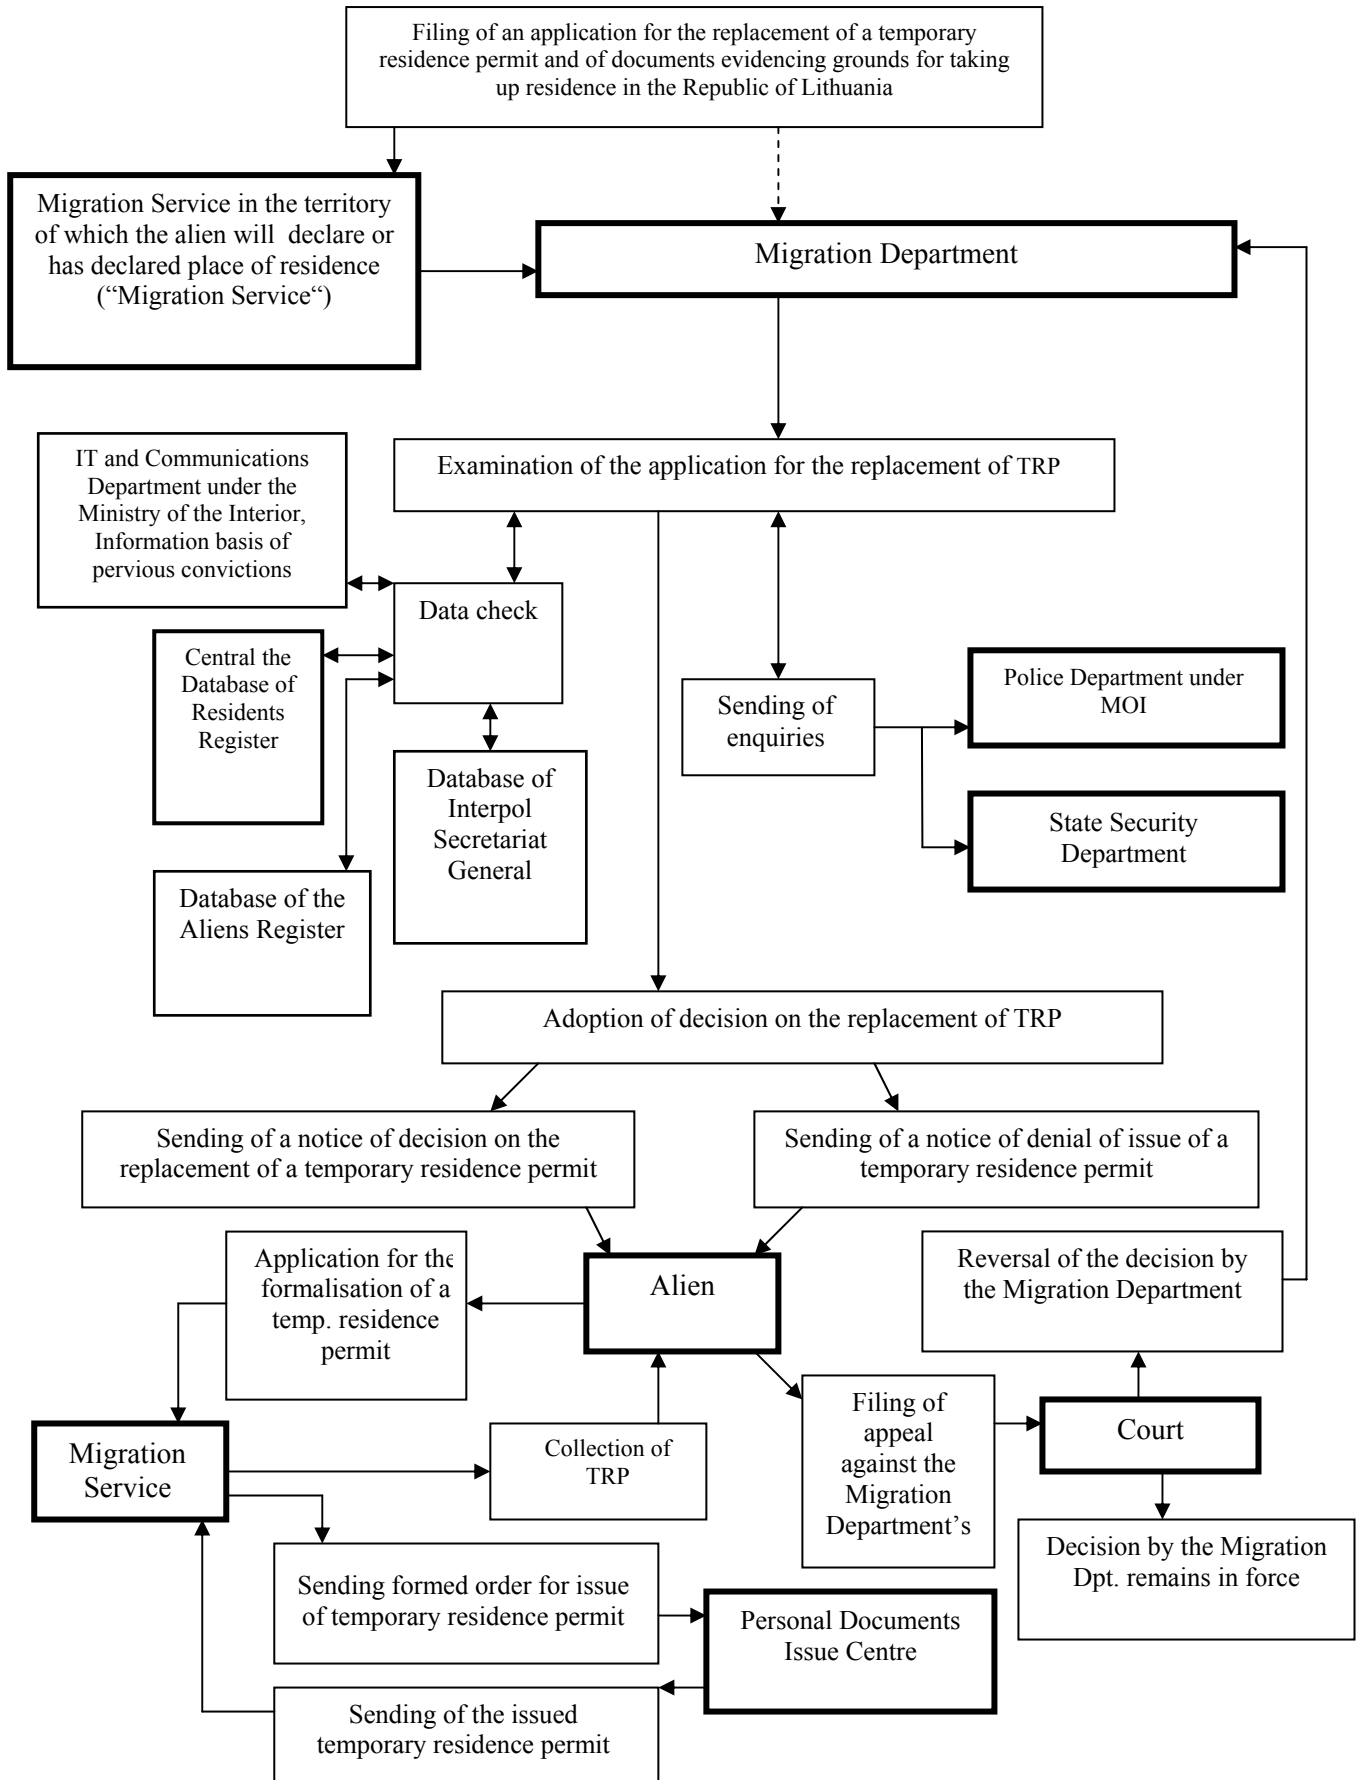 Filing of an application for the replacement of a temporary
residence permit and of documents evidencing grounds for taking
up residence in the Republic of Lithuania
Migration Service in the territory
of which the alien will declare or
has declared place of residence
(“Migration Service“)
Migration Department
IT and Communications
Department under the
Ministry of the Interior,
Information basis of
pervious convictions
Examination of the application for the replacement of TRP
Data check
Central the
Database of
Residents
Register
Sending of
enquiries
Police Department under
MOI
Database of
Interpol
Secretariat
General
State Security
Department
Database of the
Aliens Register
Adoption of decision on the replacement of TRP
Sending of a notice of decision on the
replacement of a temporary residence permit
Sending of a notice of denial of issue of a
temporary residence permit
Application for the
formalisation of a
temp. residence
permit
Alien
Reversal of the decision by
the Migration Department
Filing of
appeal
against the
Migration
Department’s
Court
Migration
Service
Collection of
TRP
Decision by the Migration
Dpt. remains in force
Sending formed order for issue
of temporary residence permit
Personal Documents
Issue Centre
Sending of the issued
temporary residence permit